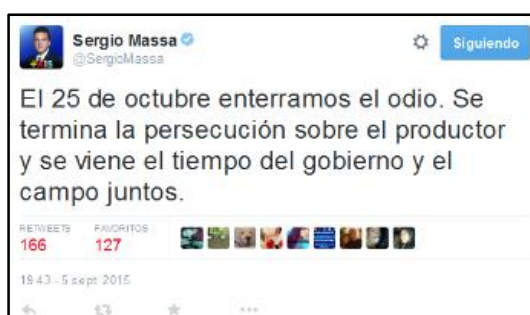 Sergio Massa
@SergioMassa
Siguiendo
El 25 de octubre enterramos el odio. Se
termina la persecución sobre el productor
y se viene el tiempo del gobierno y el
campo juntos.
RETWEETS FAVORITOS
166 127
19:43 - 5 sept. 2015